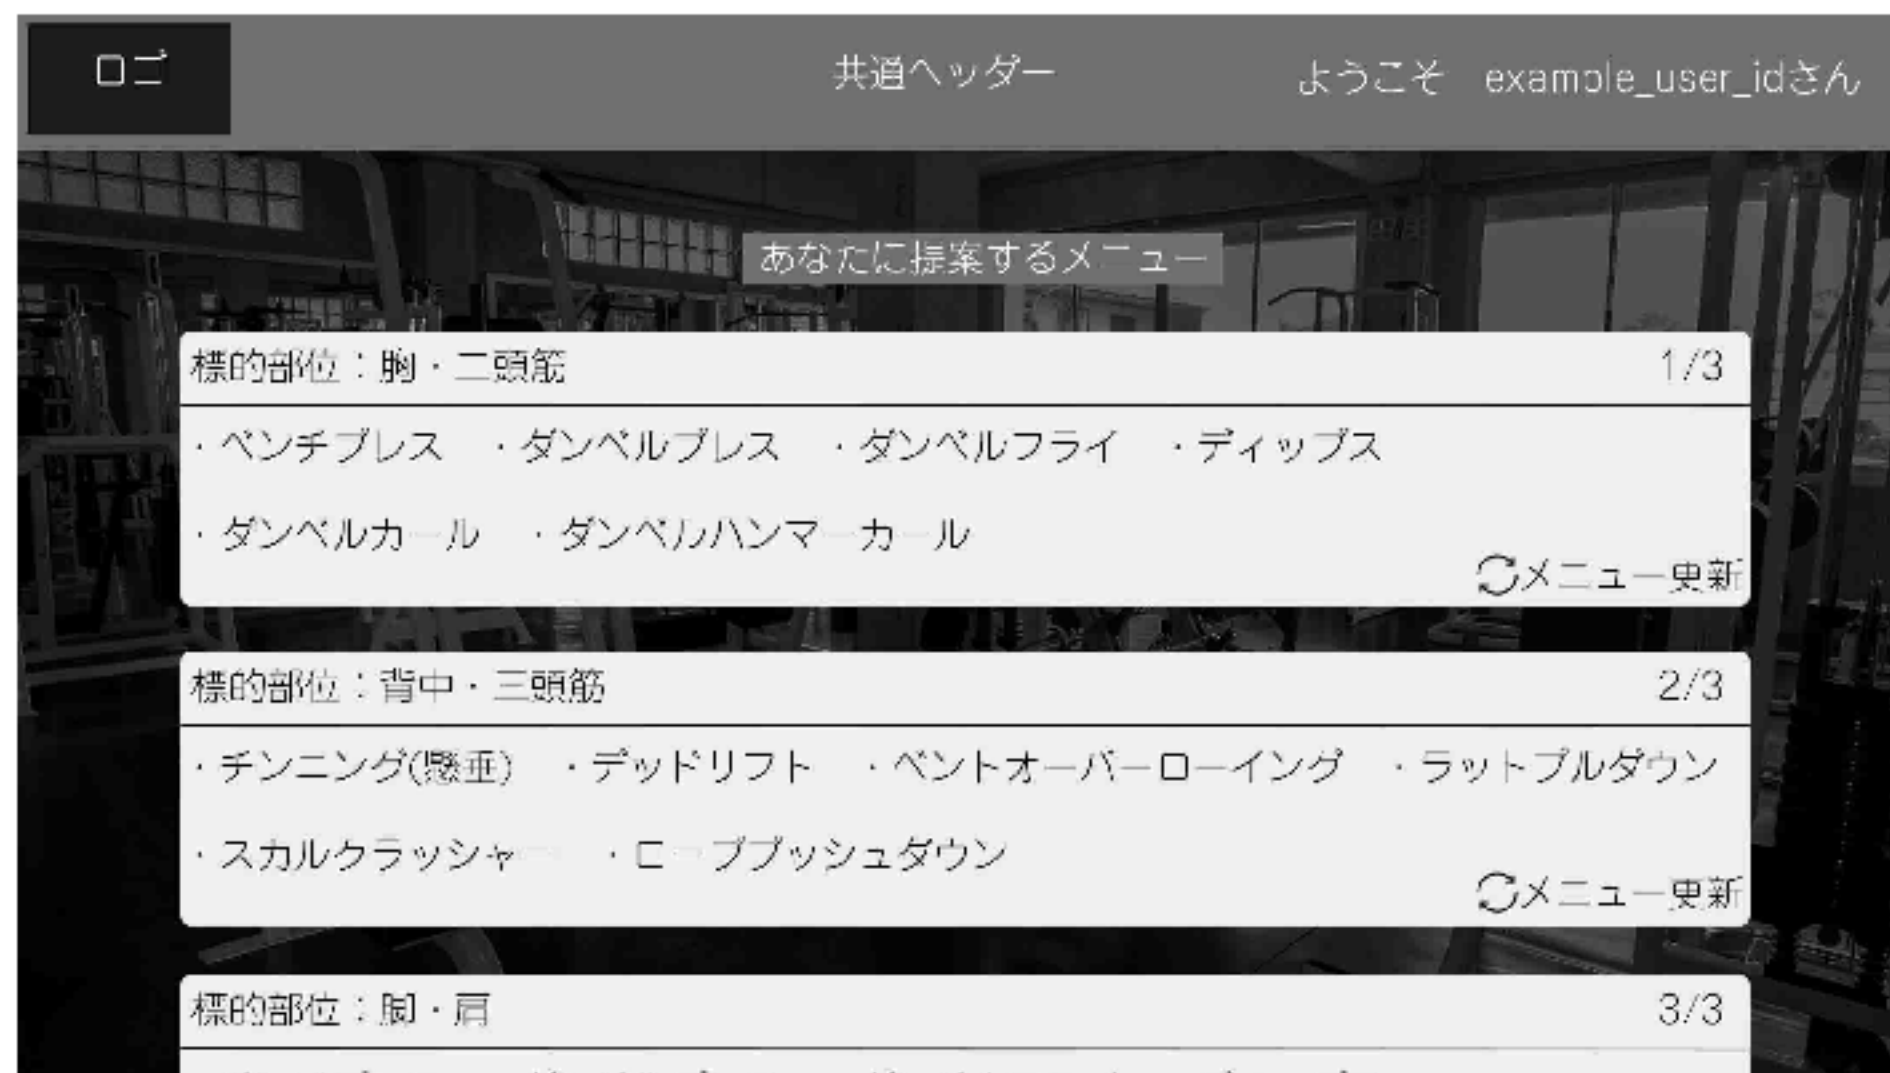 ロゴ 共通ヘッダー ようこそ example_user_idさん
あなたに提案するメニュー
標的部位：胸・二頭筋 1/3
・ベンチプレス ・ダンベルプレス ・ダンベルフライ ・ディップス
・ダンベルカール ・ダンベルハンマーカール
メニュー更新
標的部位：背中・三頭筋 2/3
・チンニング(懸垂) ・デッドリフト ・ベントオーバーローイング ・ラットプルダウン
・スカルクラッシャー ・ローププッシュダウン
メニュー更新
標的部位：脚・肩 3/3